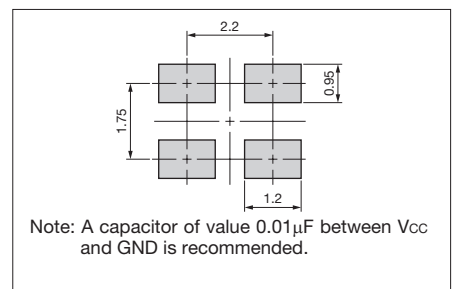 2.2
0.95
1.75
1.2
Note: A capacitor of value 0.01μF between Vcc
and GND is recommended.